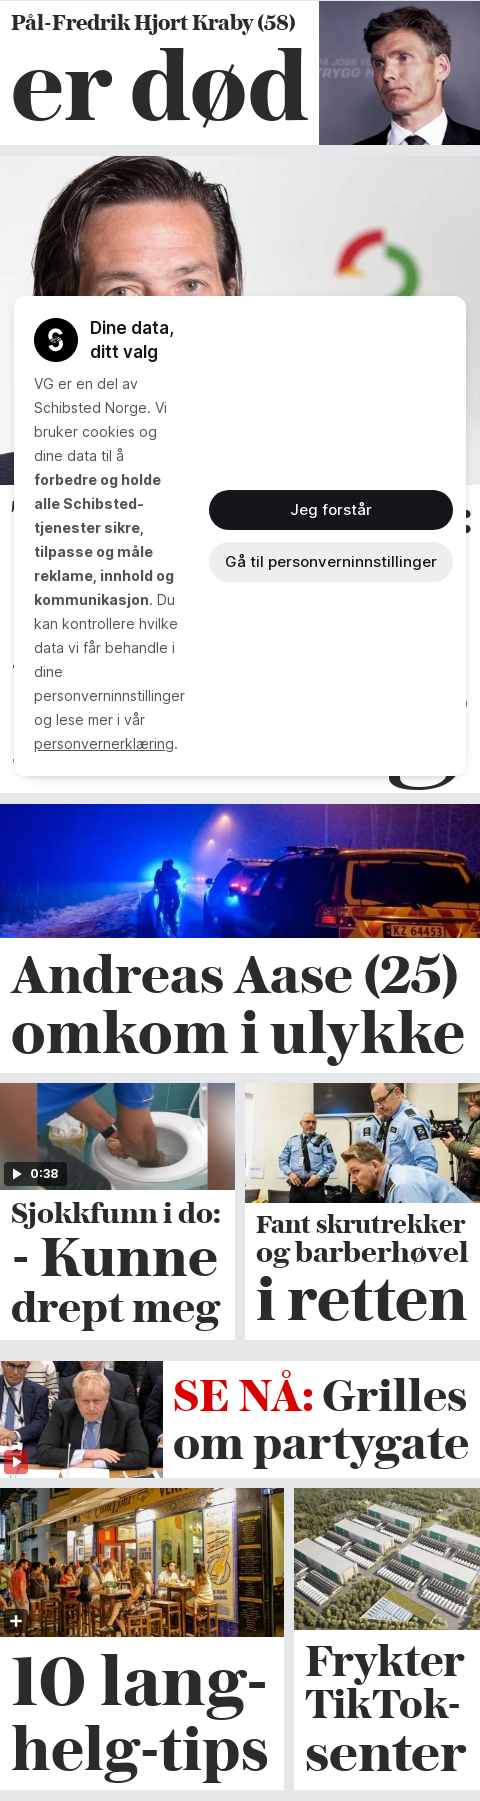 Pål-Fredrik Hjort Kraby (58)
er død
Dine data,
ditt valg
VG er en del av
Schibsted Norge. Vi
bruker cookies og
dine data til å
forbedre og holde
alle Schibsted-
tjenester sikre,
tilpasse og måle
reklame, innhold og
kommunikasjon. Du
kan kontrollere hvilke
data vi får behandle i
dine
personverninnstillinger
og lese mer i vår
personvernerklæring.
Jeg forstår
Gå til personverninnstillinger
KZ 64453
Andreas Aase (25)
omkom i ulykke
0:38
Sjokkfunn i do:
- Kunne
drept meg
Fant skrutrekker
og barberhøvel
i retten
SE NÅ: Grilles
om partygate
10 lang-
helg-tips
Frykter
TikTok-
senter